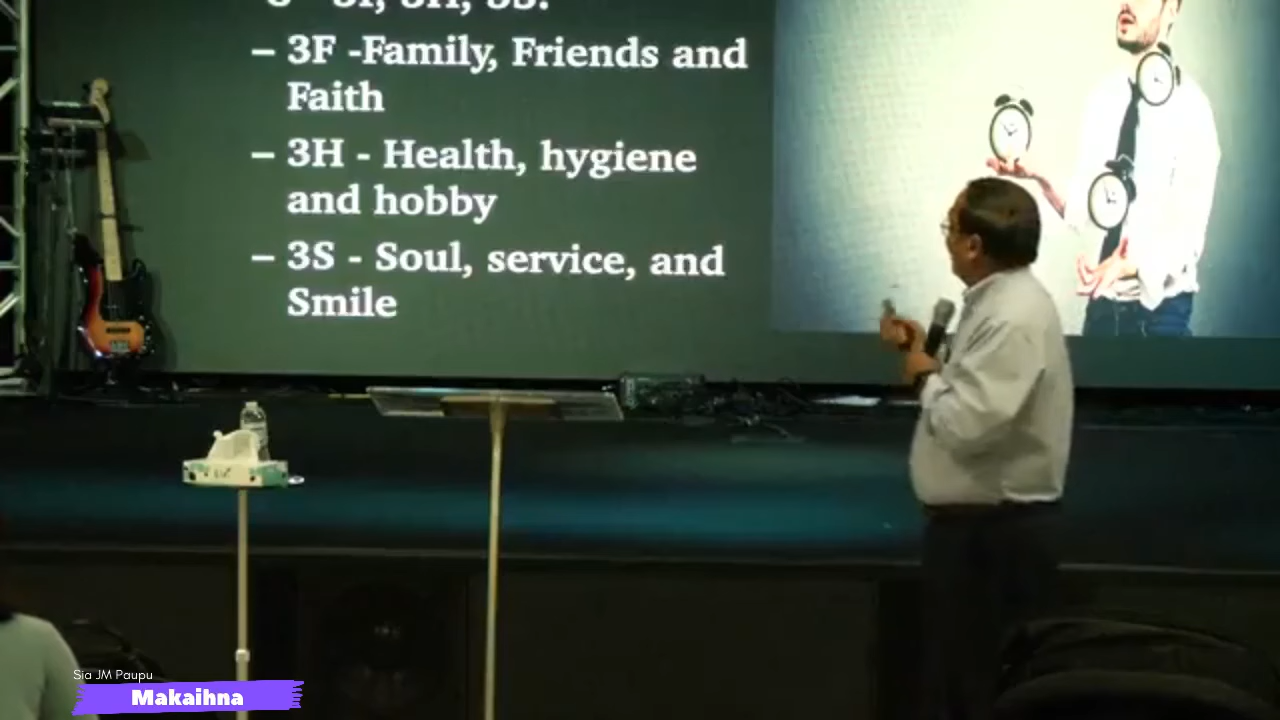 – 3F -Family, Friends and
Faith
– 3H - Health, hygiene
and hobby
– 3S - Soul, service, and
Smile
Sia JM Paupu
Makaihna